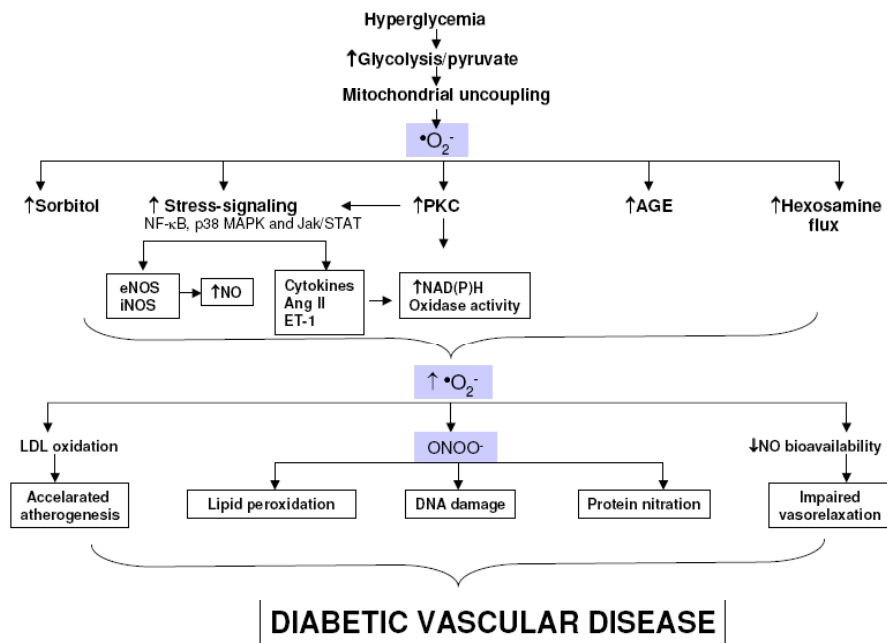 Hyperglycemia
↑Glycolysis/pyruvate
Mitochondrial uncoupling
•O₂⁻
↑Sorbitol
↑Stress-signaling
NF-κB, p38 MAPK and Jak/STAT
↑PKC
↑AGE
↑Hexosamine
flux
eNOS
iNOS
↑NO
Cytokines
Ang II
ET-1
↑NAD(P)H
Oxidase activity
↑ •O₂⁻
LDL oxidation
ONOO⁻
↓NO bioavailability
Accelarated
atherogenesis
Lipid peroxidation
DNA damage
Protein nitration
Impaired
vasorelaxation
DIABETIC VASCULAR DISEASE